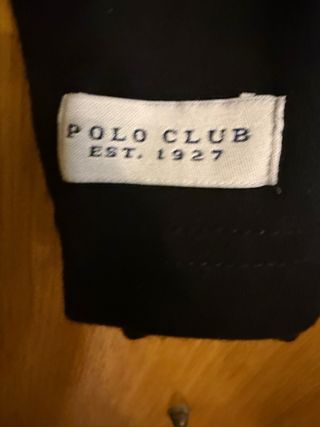 POLO CLUB
EST. 1927